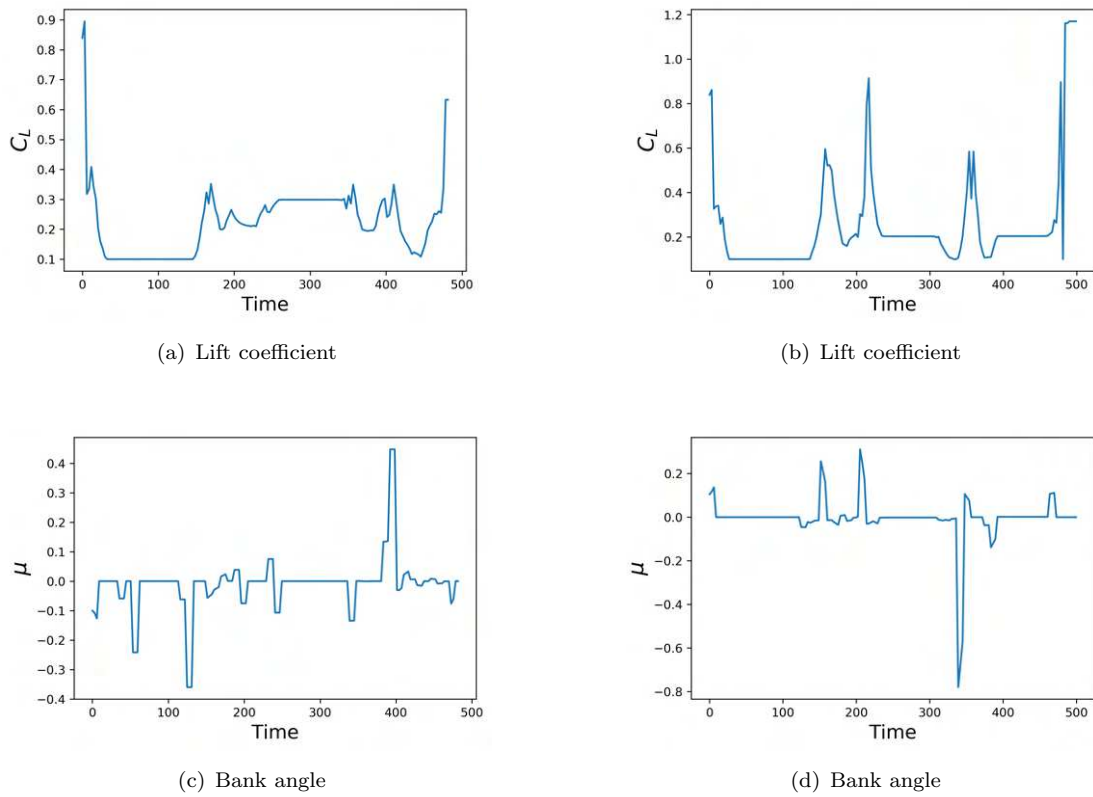 0.9
0.8
0.7
0.6
0.5
0.4
0.3
0.2
0.1
C_L
0 100 200 300 400 500
Time
(a) Lift coefficient
1.2
1.0
0.8
0.6
0.4
0.2
C_L
0 100 200 300 400 500
Time
(b) Lift coefficient
0.4
0.3
0.2
0.1
0.0
−0.1
−0.2
−0.3
−0.4
μ
0 100 200 300 400 500
Time
(c) Bank angle
0.2
0.0
−0.2
−0.4
−0.6
−0.8
μ
0 100 200 300 400 500
Time
(d) Bank angle